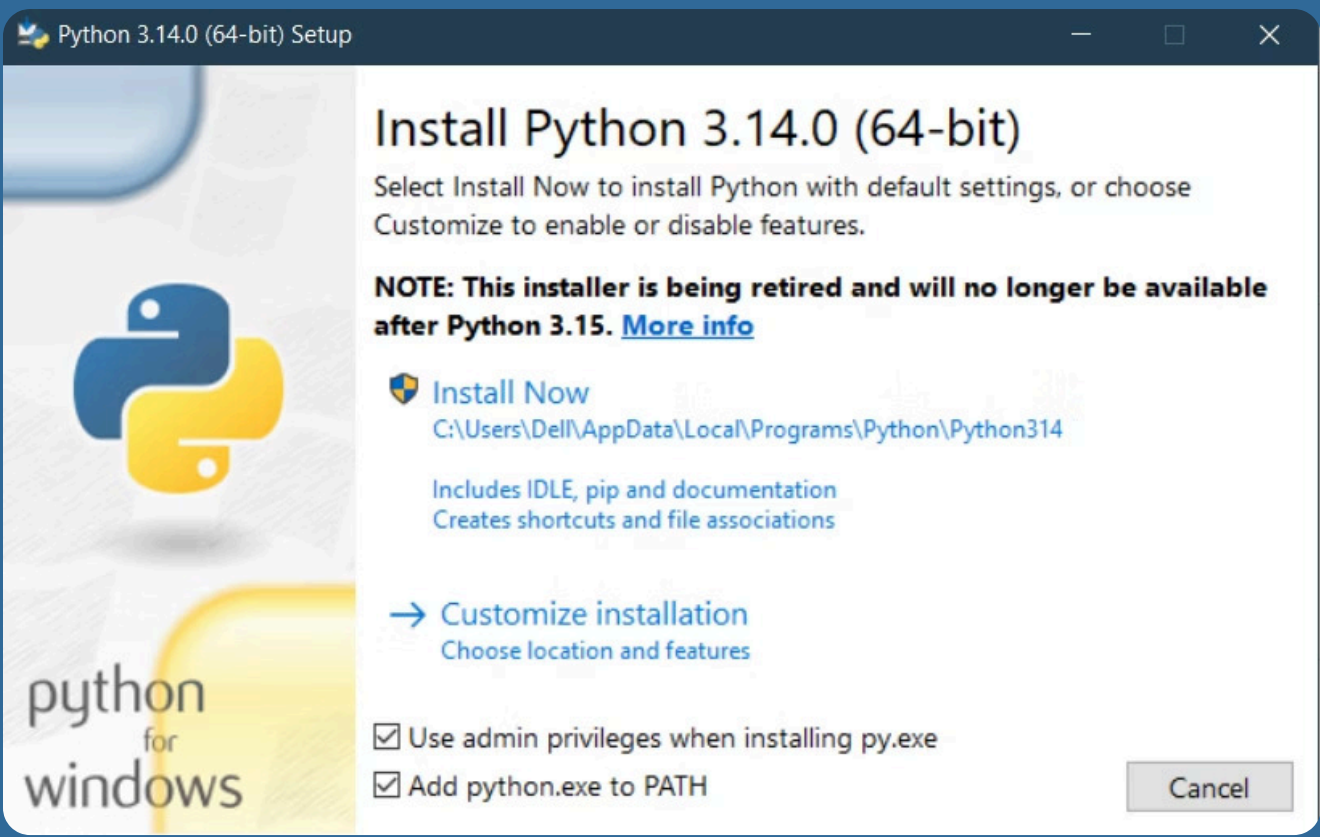 Python 3.14.0 (64-bit) Setup
Install Python 3.14.0 (64-bit)
Select Install Now to install Python with default settings, or choose
Customize to enable or disable features.
NOTE: This installer is being retired and will no longer be available
after Python 3.15. More info
Install Now
C:\Users\Dell\AppData\Local\Programs\Python\Python314
Includes IDLE, pip and documentation
Creates shortcuts and file associations
Customize installation
Choose location and features
python
for
windows
Use admin privileges when installing py.exe
Add python.exe to PATH
Cancel